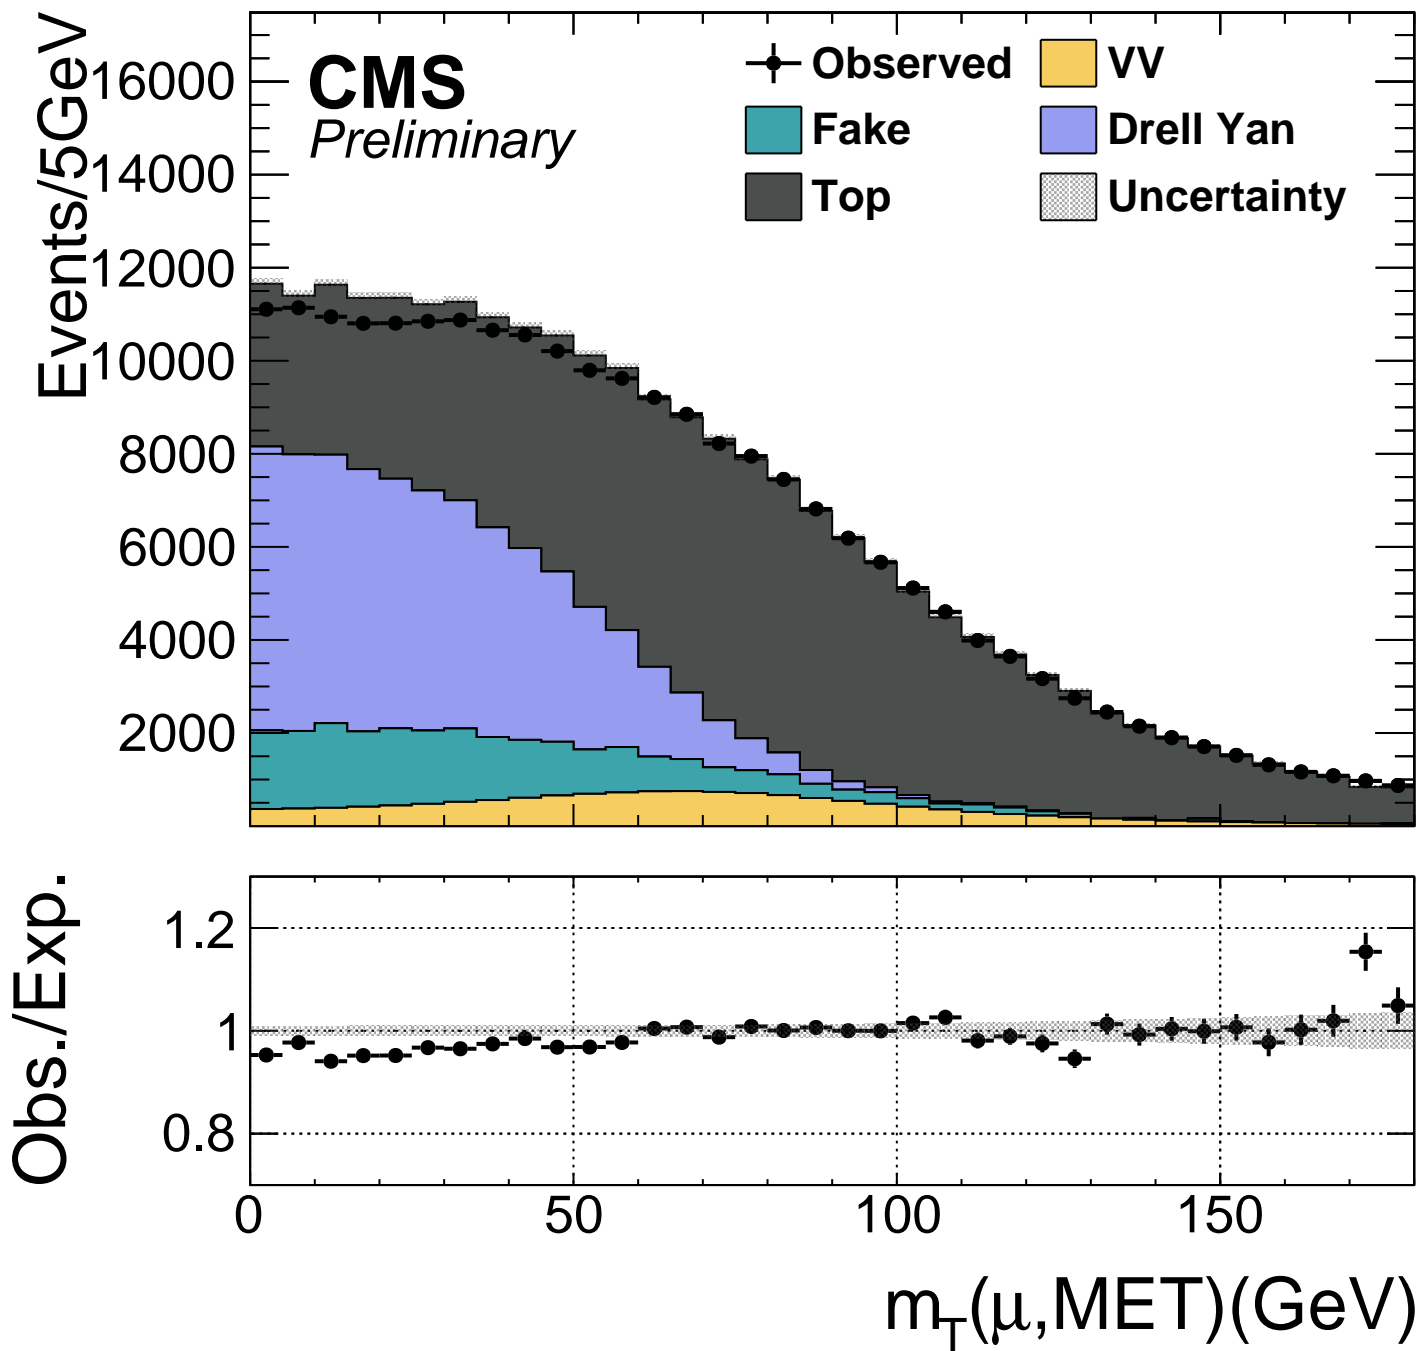 Events/5GeV
16000
14000
12000
10000
8000
6000
4000
2000
CMS
Preliminary
Observed
VV
Fake
Drell Yan
Top
Uncertainty
Obs./Exp.
1.2
1
0.8
0 50 100 150
m_T(μ,MET)(GeV)